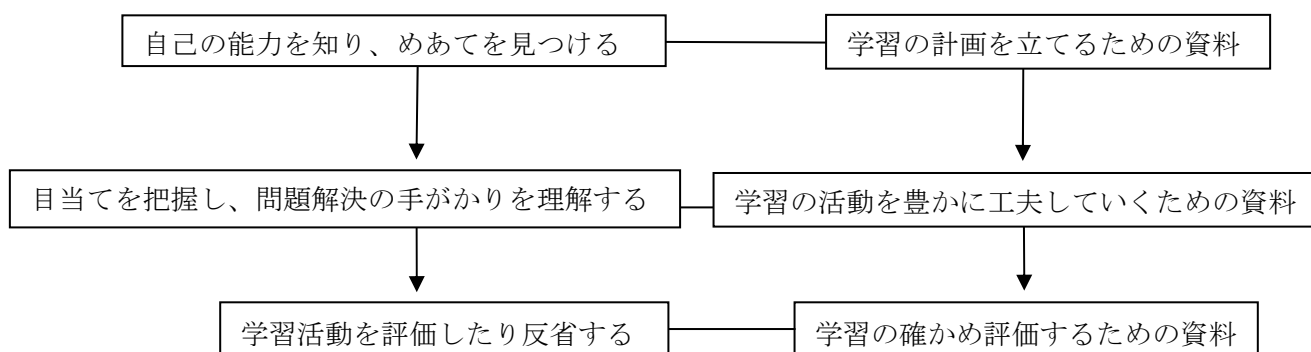 自己の能力を知り、めあてを見つける
学習の計画を立てるための資料
目当てを把握し、問題解決の手がかりを理解する
学習の活動を豊かに工夫していくための資料
学習活動を評価したり反省する
学習の確かめ評価するための資料